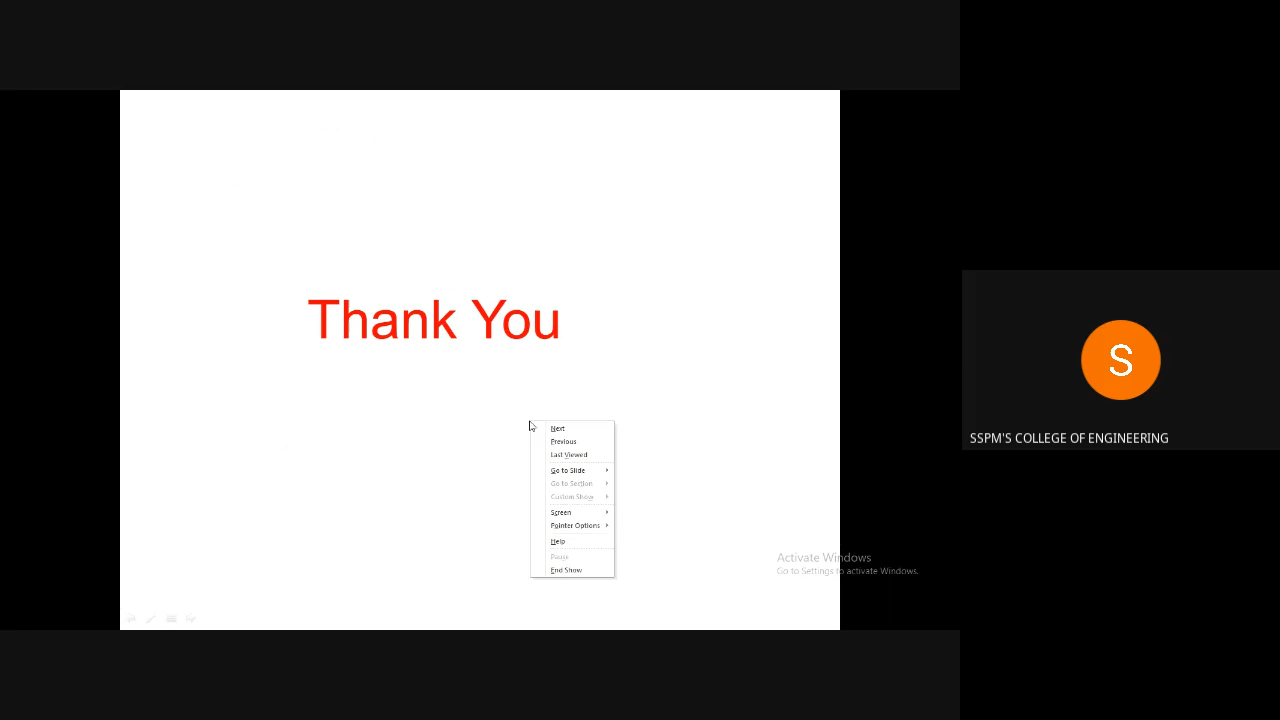 Thank You
Next
Previous
Last Viewed
Go to Slide
Go to Section
Custom Show
Screen
Pointer Options
Help
Pause
End Show
Activate Windows
Go to Settings to activate Windows.
S
SSPM'S COLLEGE OF ENGINEERING